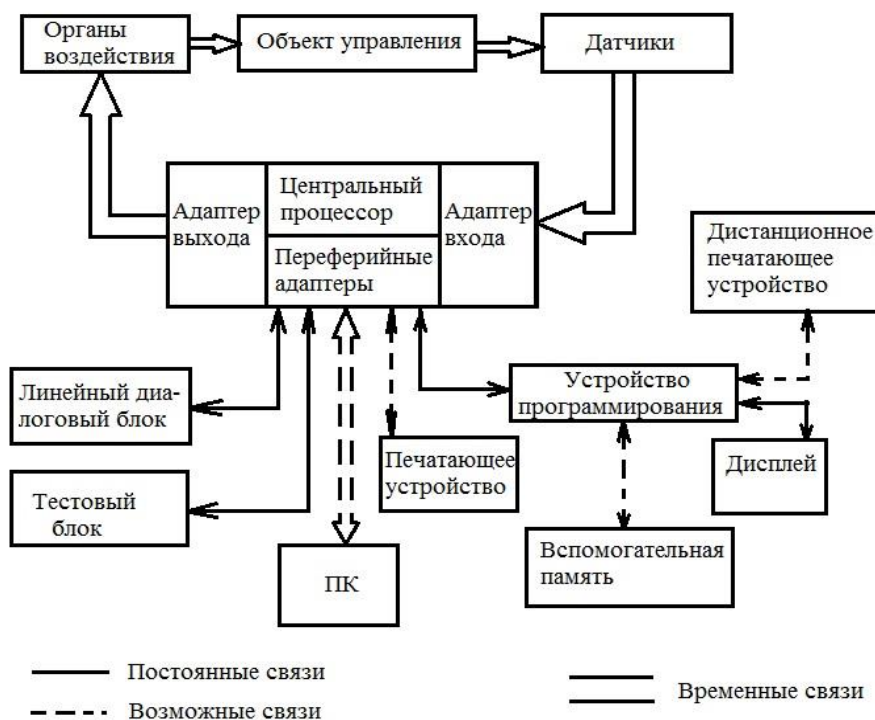 Органы
воздействия
Объект управления
Датчики
Адаптер
выхода
Центральный
процессор
Переферийные
адаптеры
Адаптер
входа
Дистанционное
печатающее
устройство
Линейный диа-
логовый блок
Устройство
программирования
Печатающее
устройство
Дисплей
Тестовый
блок
ПК
Вспомогательная
память
Постоянные связи
Возможные связи
Временные связи